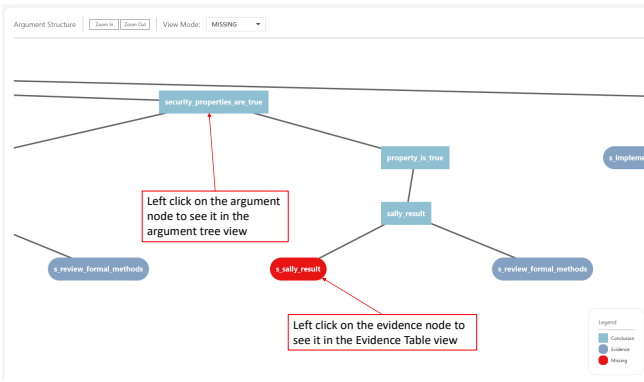 Argument Structure
Zoom In
Zoom Out
View Mode:
MISSING
security_properties_are_true
property_is_true
s_impleme
Left click on the argument
node to see it in the
argument tree view
sally_result
s_review_formal_methods
s_sally_result
s_review_formal_methods
Left click on the evidence node to
see it in the Evidence Table view
Legend
Conclusion
Evidence
Missing